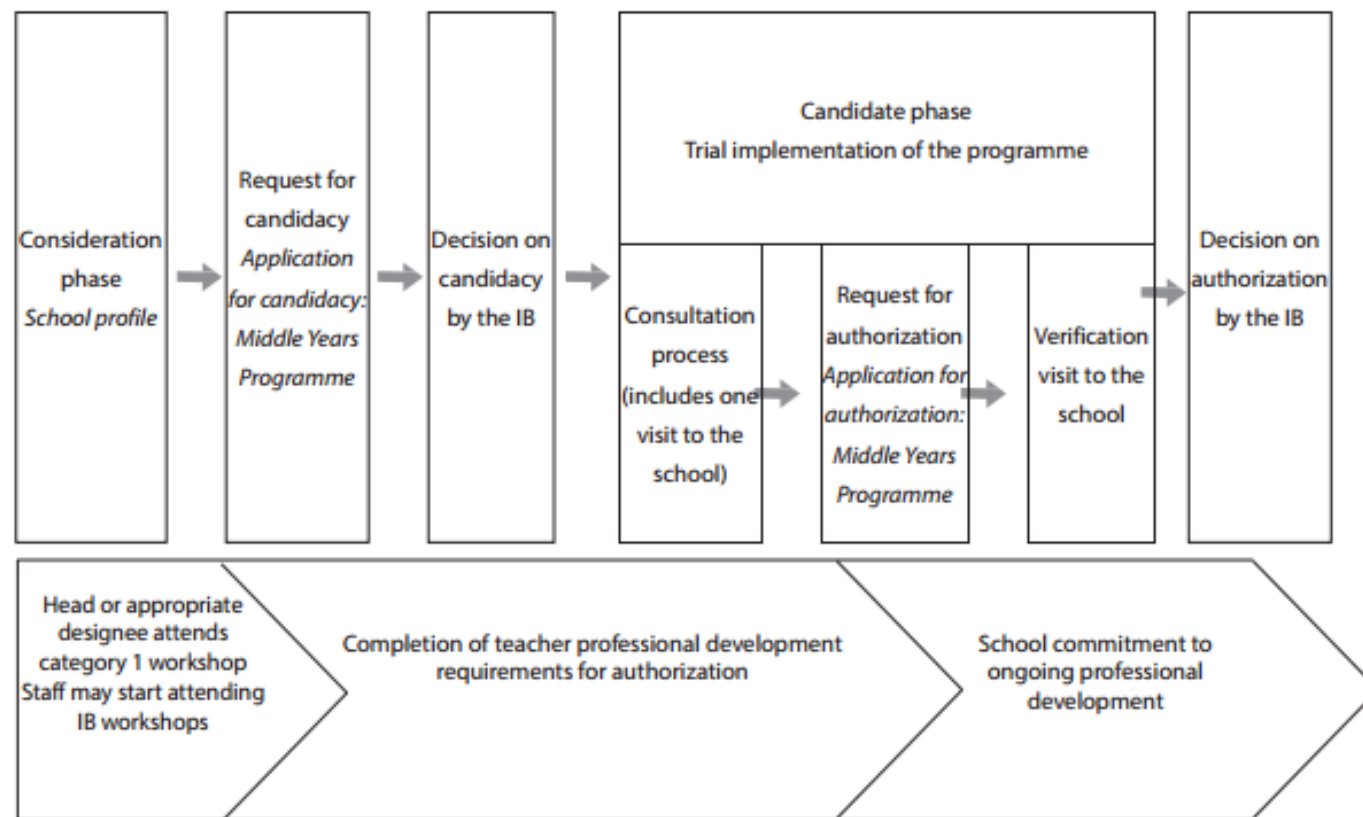 Consideration
phase
School profile
Request for
candidacy
Application
for candidacy:
Middle Years
Programme
Decision on
candidacy
by the IB
Candidate phase
Trial implementation of the programme
Consultation
process
(includes one
visit to the
school)
Request for
authorization
Application for
authorization:
Middle Years
Programme
Verification
visit to the
school
Decision on
authorization
by the IB
Head or appropriate
designee attends
category 1 workshop
Staff may start attending
IB workshops
Completion of teacher professional development
requirements for authorization
School commitment to
ongoing professional
development